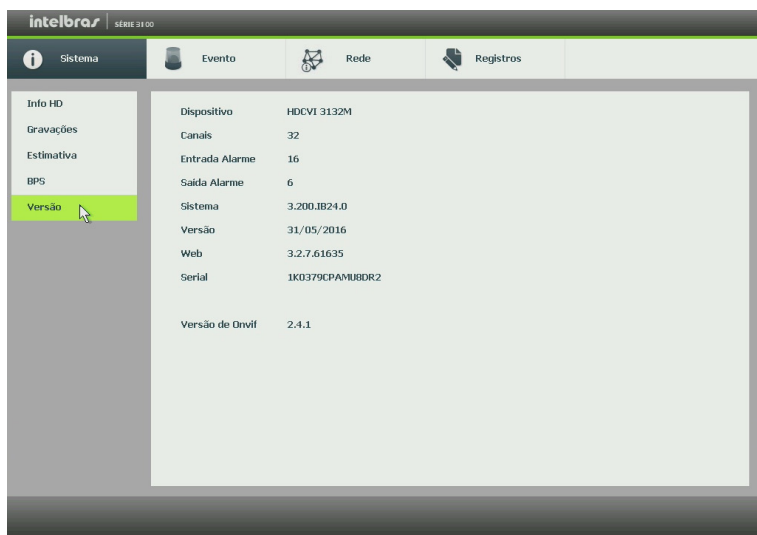 intelbras SÉRIE 3100
Sistema Evento Rede Registros
Info HD
Gravações
Estimativa
BPS
Versão
Dispositivo HDCVI 3132M
Canais 32
Entrada Alarme 16
Saída Alarme 6
Sistema 3.200.IB24.0
Versão 31/05/2016
Web 3.2.7.61635
Serial 1K0379CPAMU8DR2
Versão de Onvif 2.4.1